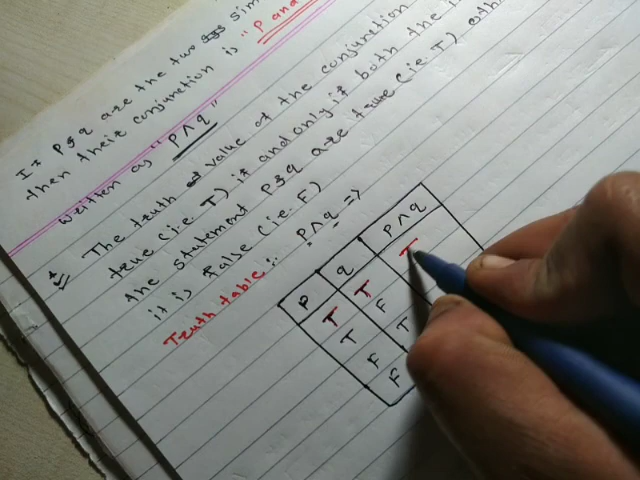 If p & q are the two sim
then their conjunction is "p and
written as "p∧q"
* The truth value of the conjunction
true (i.e. T) if and only if both the
the statement p & q are true (i.e. T) oth
it is False (i.e. F)
Truth table:- p∧q =>
p q p∧q
T T T
T F
F T
F